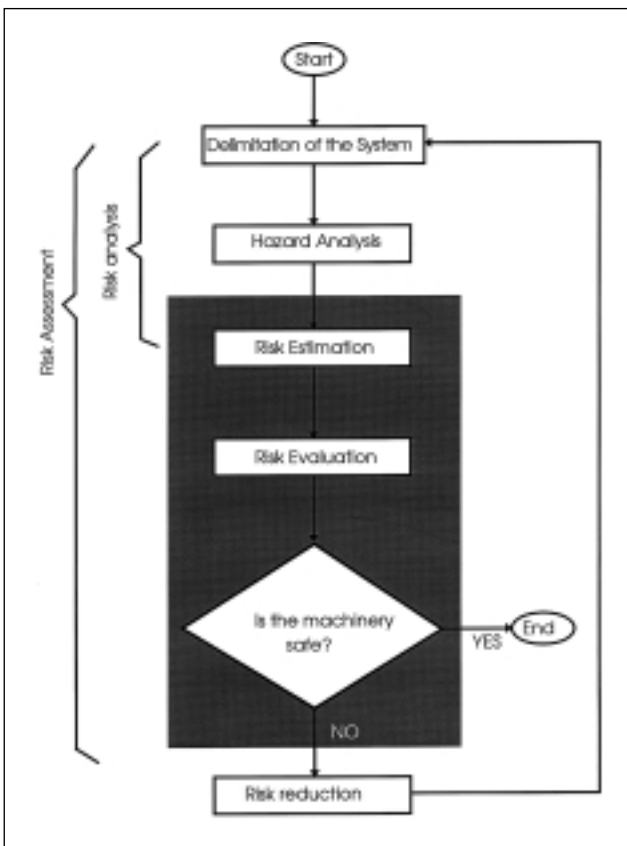 Start
Delimitation of the System
Hazard Analysis
Risk analysis
Risk Assessment
Risk Estimation
Risk Evaluation
Is the machinery
safe?
YES
End
NO
Risk reduction